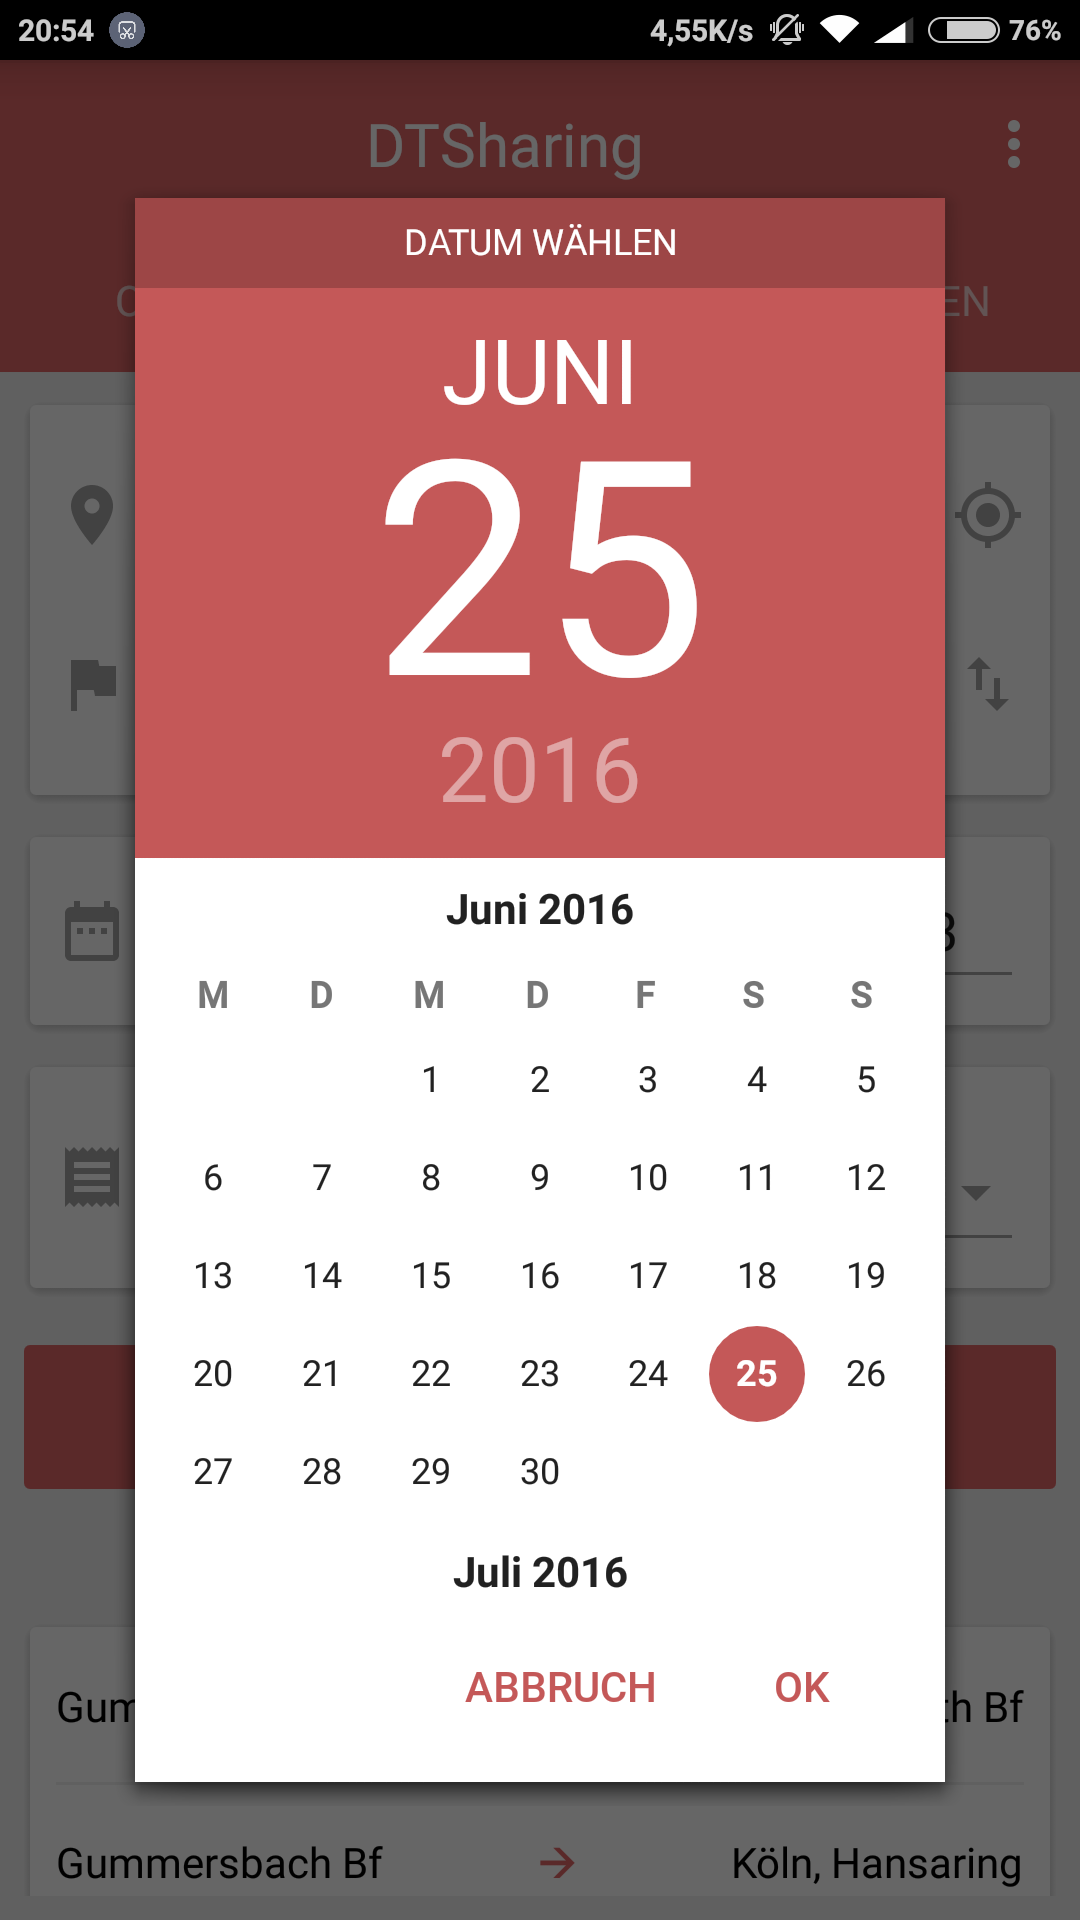 20:54 4,55K/s 76%
DTSharing
DATUM WÄHLEN
EN
JUNI
25
2016
Juni 2016
M D M D F S S
1 2 3 4 5
6 7 8 9 10 11 12
13 14 15 16 17 18 19
20 21 22 23 24 25 26
27 28 29 30
Juli 2016
ABBRUCH OK
Gum th Bf
Gummersbach Bf → Köln, Hansaring